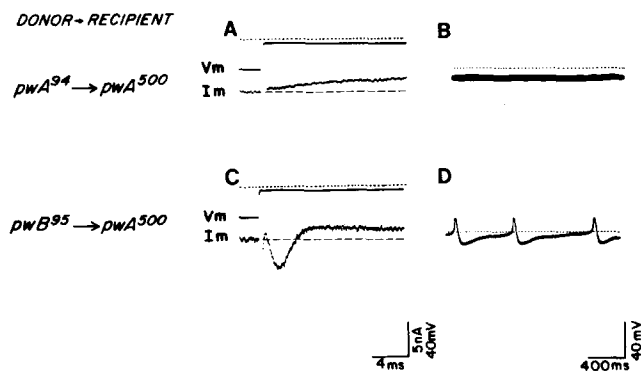 DONOR → RECIPIENT
A
B
Vm
Im
pwA⁹⁴ → pwA⁵⁰⁰
C
D
Vm
Im
pwB⁹⁵ → pwA⁵⁰⁰
4ms
5nA
40mV
400ms
40mV